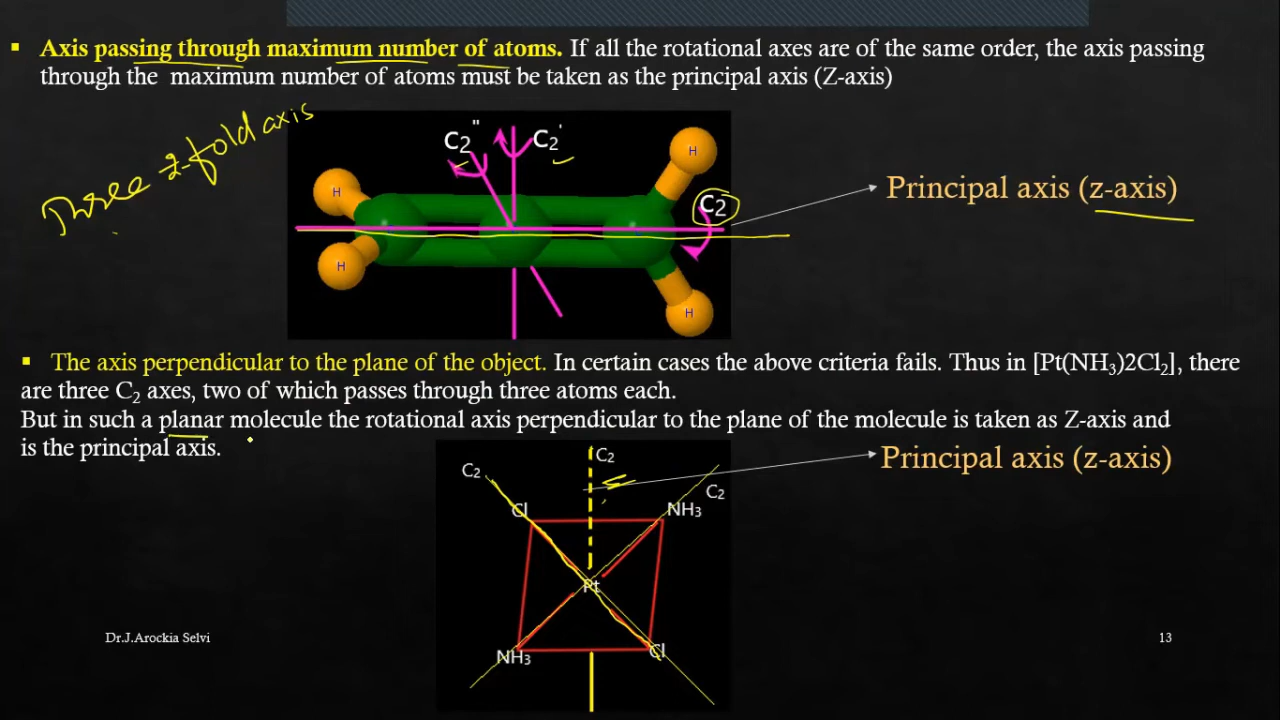 ▪ Axis passing through maximum number of atoms. If all the rotational axes are of the same order, the axis passing
through the maximum number of atoms must be taken as the principal axis (Z-axis)
Three 2-fold axis
C2"
C2'
H
H
C2
Principal axis (z-axis)
H
H
▪ The axis perpendicular to the plane of the object. In certain cases the above criteria fails. Thus in [Pt(NH₃)2Cl₂], there
are three C₂ axes, two of which passes through three atoms each.
But in such a planar molecule the rotational axis perpendicular to the plane of the molecule is taken as Z-axis and
is the principal axis.
C₂
Principal axis (z-axis)
C₂
C₂
Cl
NH₃
Pt
NH₃
Cl
Dr.J.Arockia Selvi
13